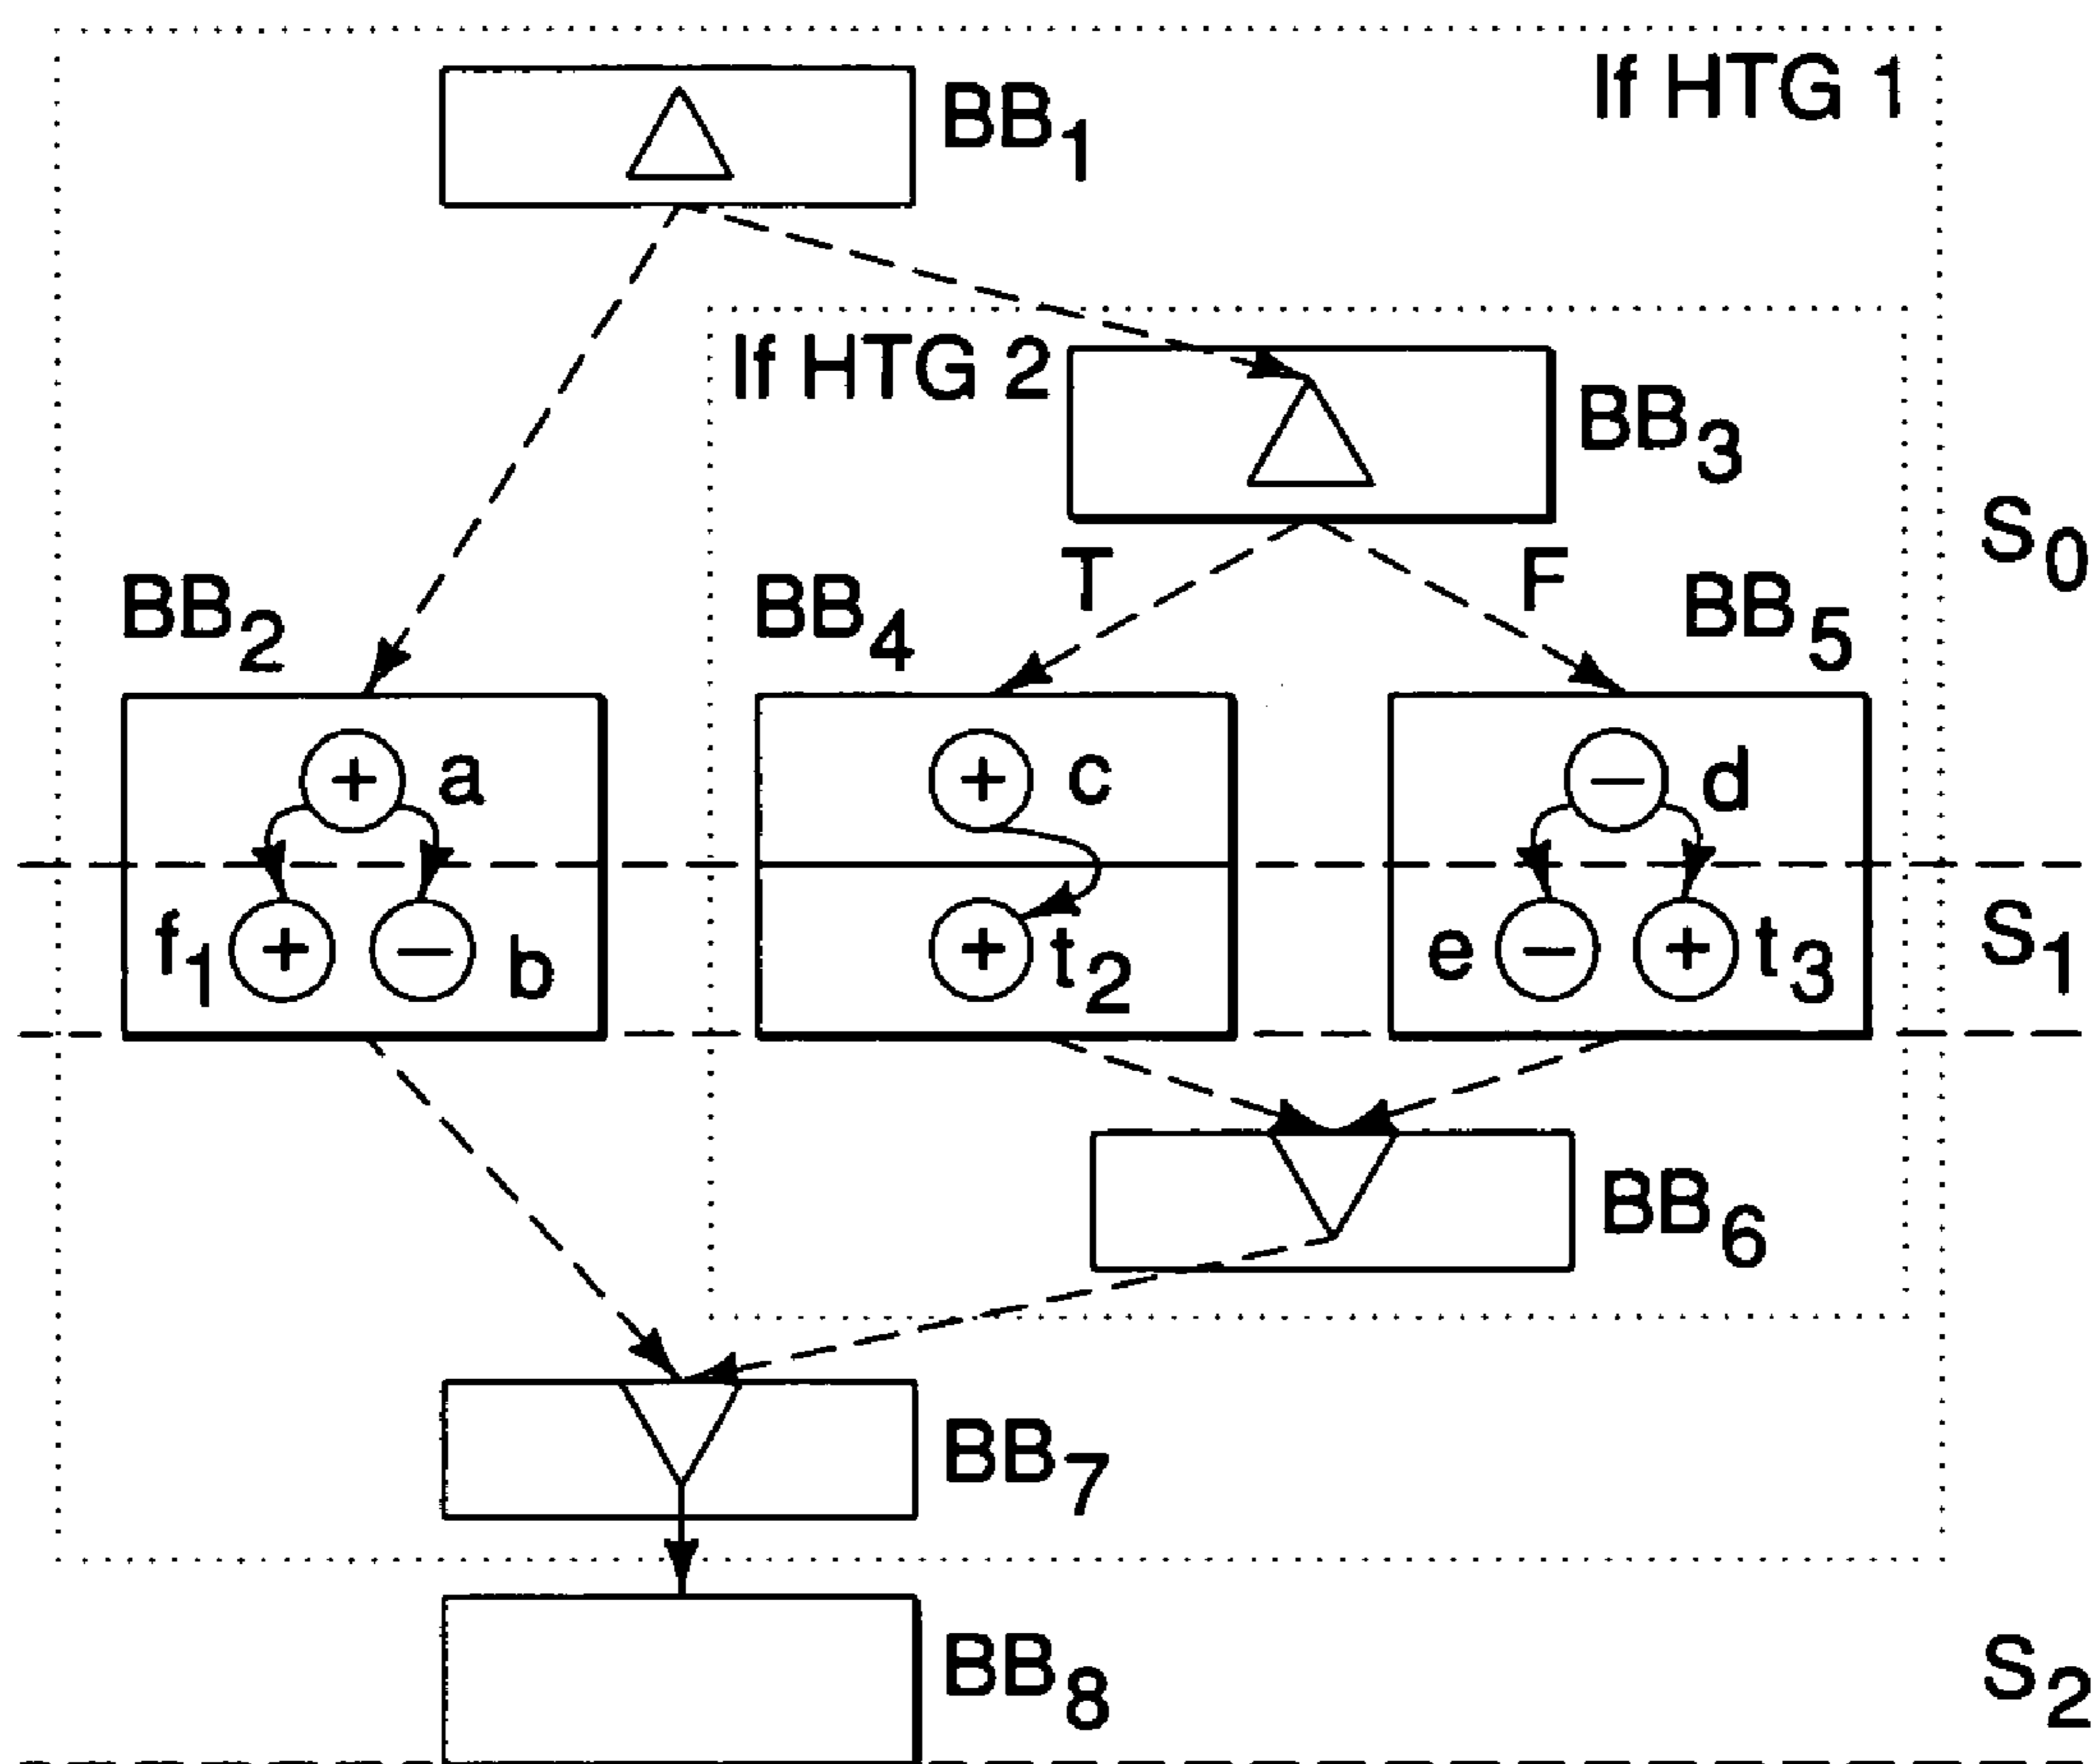 If HTG 1
BB1
If HTG 2
BB3
S0
T
F
BB2
BB4
BB5
+ a
+ c
− d
f1 + − b
+ t2
e − + t3
S1
BB6
BB7
BB8
S2